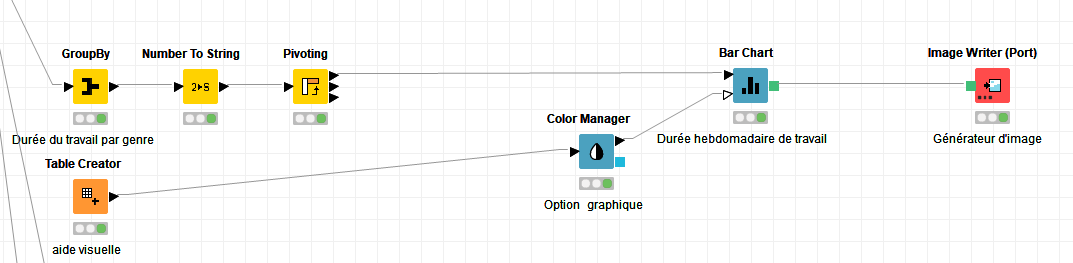 GroupBy
Number To String
Pivoting
Bar Chart
Image Writer (Port)
2▸S
Durée du travail par genre
Color Manager
Durée hebdomadaire de travail
Générateur d'image
Table Creator
Option graphique
aide visuelle